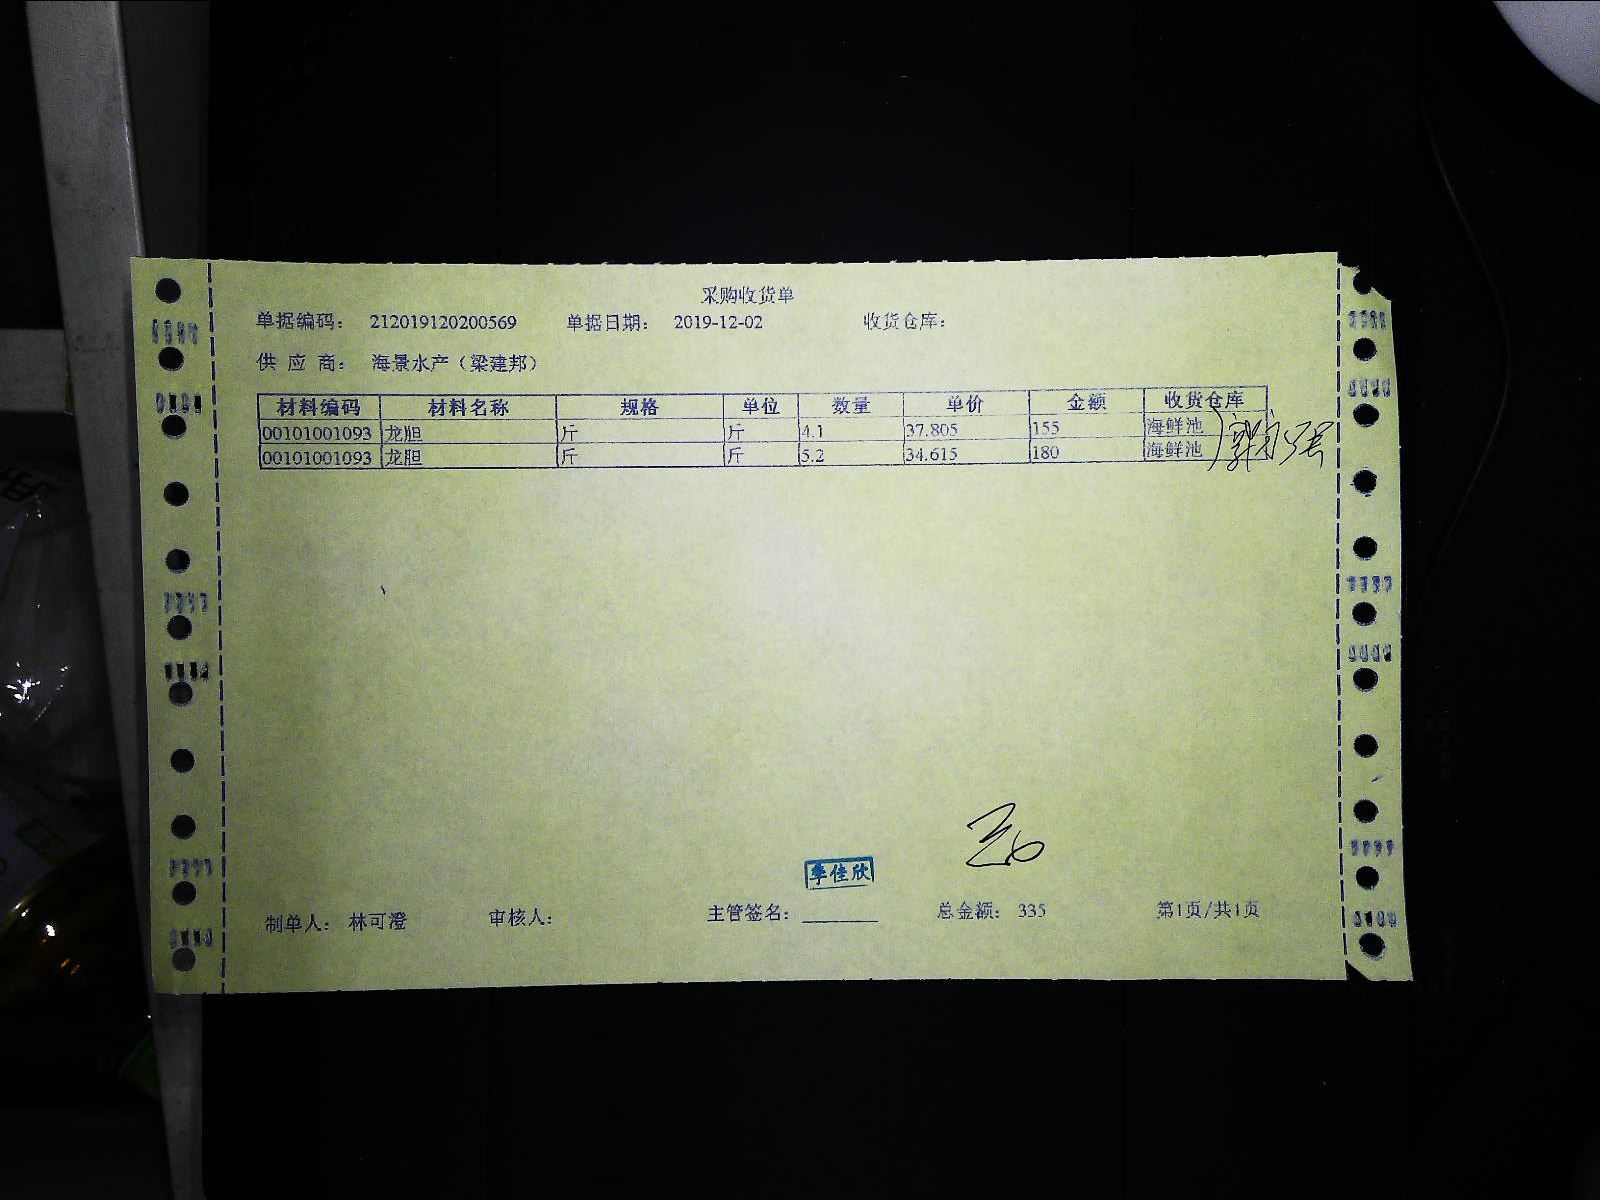 采购收货单
单据编码: 212019120200569 单据日期: 2019-12-02 收货仓库:
供 应 商: 海景水产（梁建邦）
材料编码 材料名称 规格 单位 数量 单价 金额 收货仓库
00101001093 龙胆 斤 斤 4.1 37.805 155 海鲜池
00101001093 龙胆 斤 斤 5.2 34.615 180 海鲜池
李佳欣
制单人: 林可澄 审核人: 主管签名: 总金额: 335 第1页/共1页